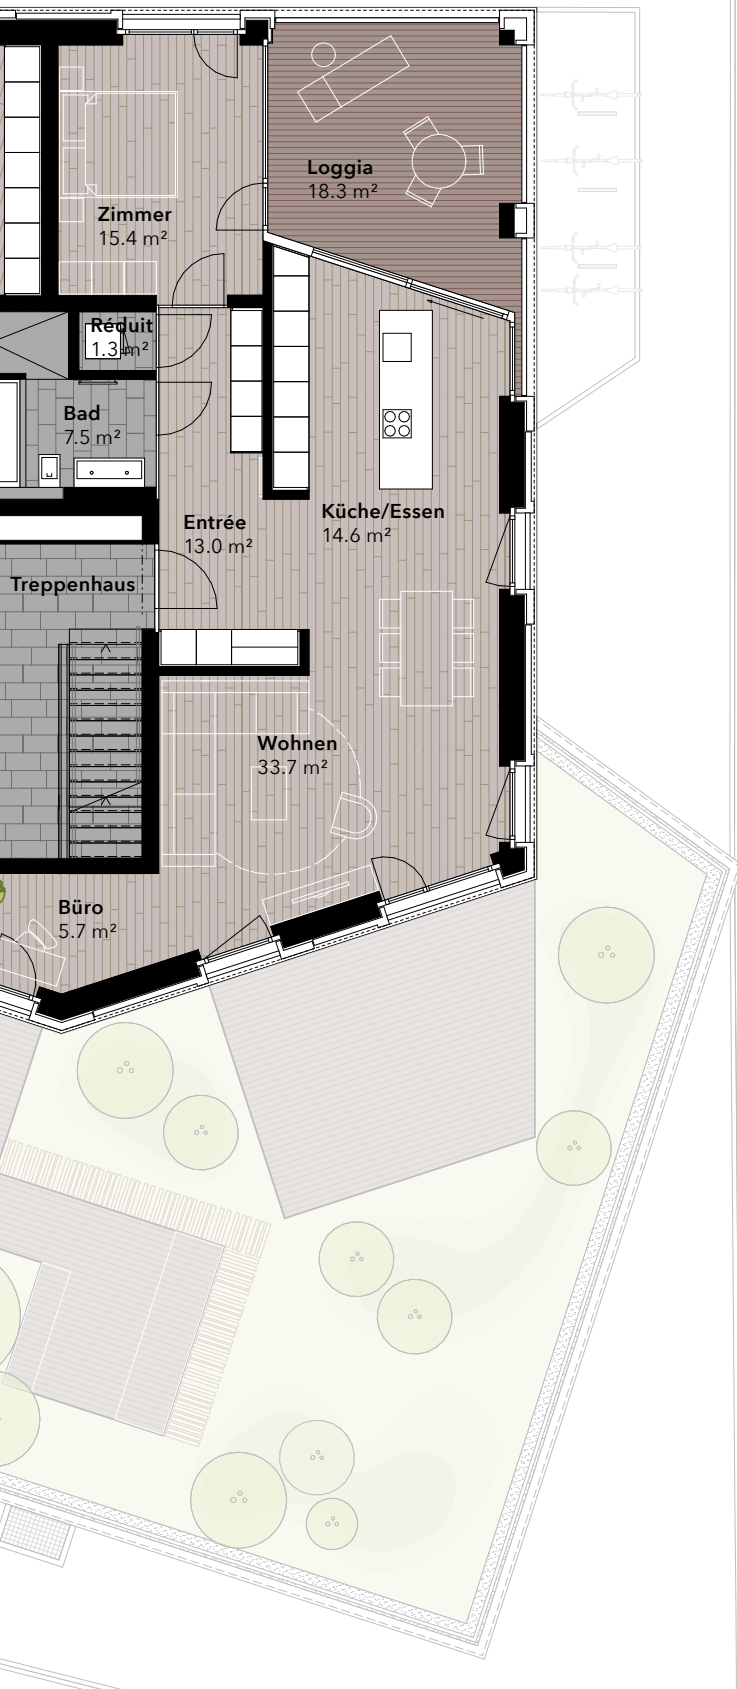 Loggia
18.3 m²
Zimmer
15.4 m²
Réduit
1.3 m²
Bad
7.5 m²
Küche/Essen
14.6 m²
Entrée
13.0 m²
Treppenhaus
Wohnen
33.7 m²
Büro
5.7 m²